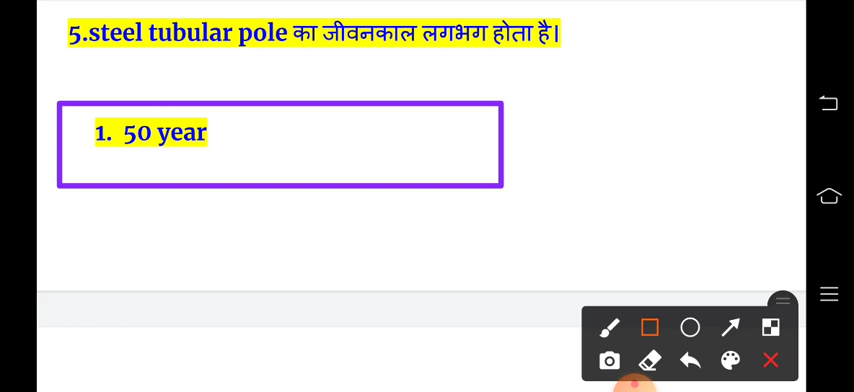 5.steel tubular pole का जीवनकाल लगभग होता है।
1. 50 year